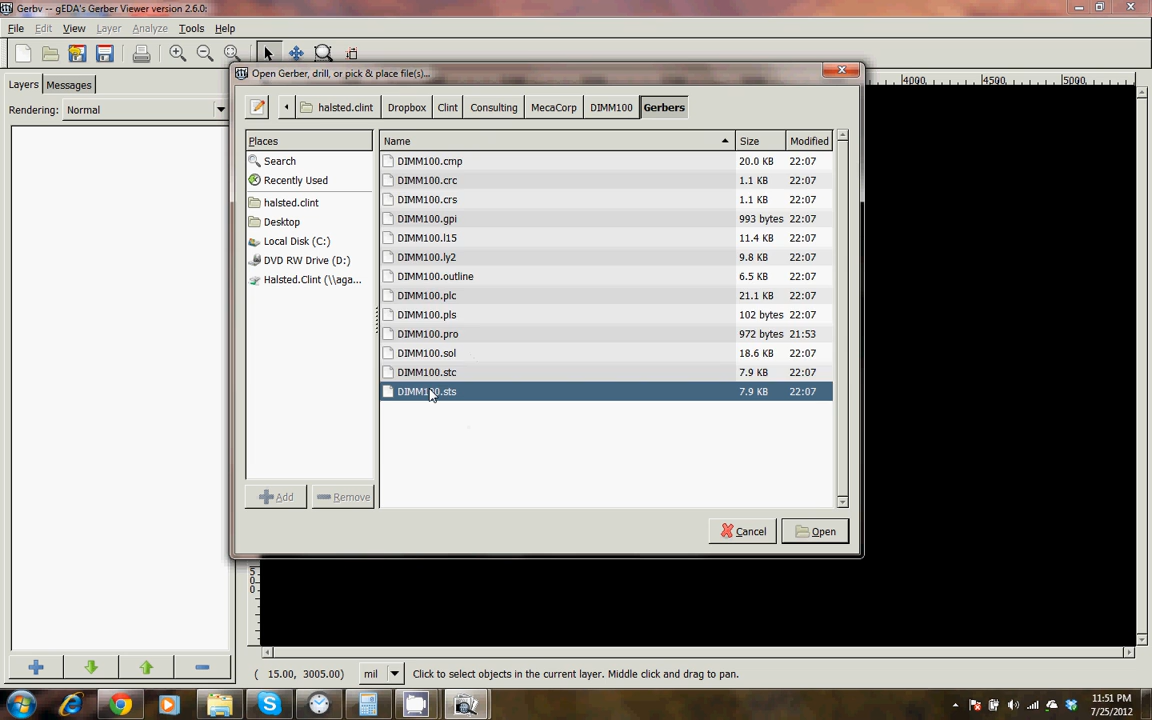 Gerbv -- gEDA's Gerber Viewer version 2.6.0:
File Edit View Layer Analyze Tools Help
Layers Messages
Rendering: Normal
Open Gerber, drill, or pick & place file(s)...
halsted.clint Dropbox Clint Consulting MecaCorp DIMM100 Gerbers
4000 4500 5000
Places
Search
Recently Used
halsted.clint
Desktop
Local Disk (C:)
DVD RW Drive (D:)
Halsted.Clint (\\aga...
Add Remove
Name Size Modified
DIMM100.cmp 20.0 KB 22:07
DIMM100.crc 1.1 KB 22:07
DIMM100.crs 1.1 KB 22:07
DIMM100.gpi 993 bytes 22:07
DIMM100.l15 11.4 KB 22:07
DIMM100.ly2 9.8 KB 22:07
DIMM100.outline 6.5 KB 22:07
DIMM100.plc 21.1 KB 22:07
DIMM100.pls 102 bytes 22:07
DIMM100.pro 972 bytes 21:53
DIMM100.sol 18.6 KB 22:07
DIMM100.stc 7.9 KB 22:07
DIMM100.sts 7.9 KB 22:07
Cancel Open
( 15.00, 3005.00) mil Click to select objects in the current layer. Middle click and drag to pan.
11:51 PM
7/25/2012